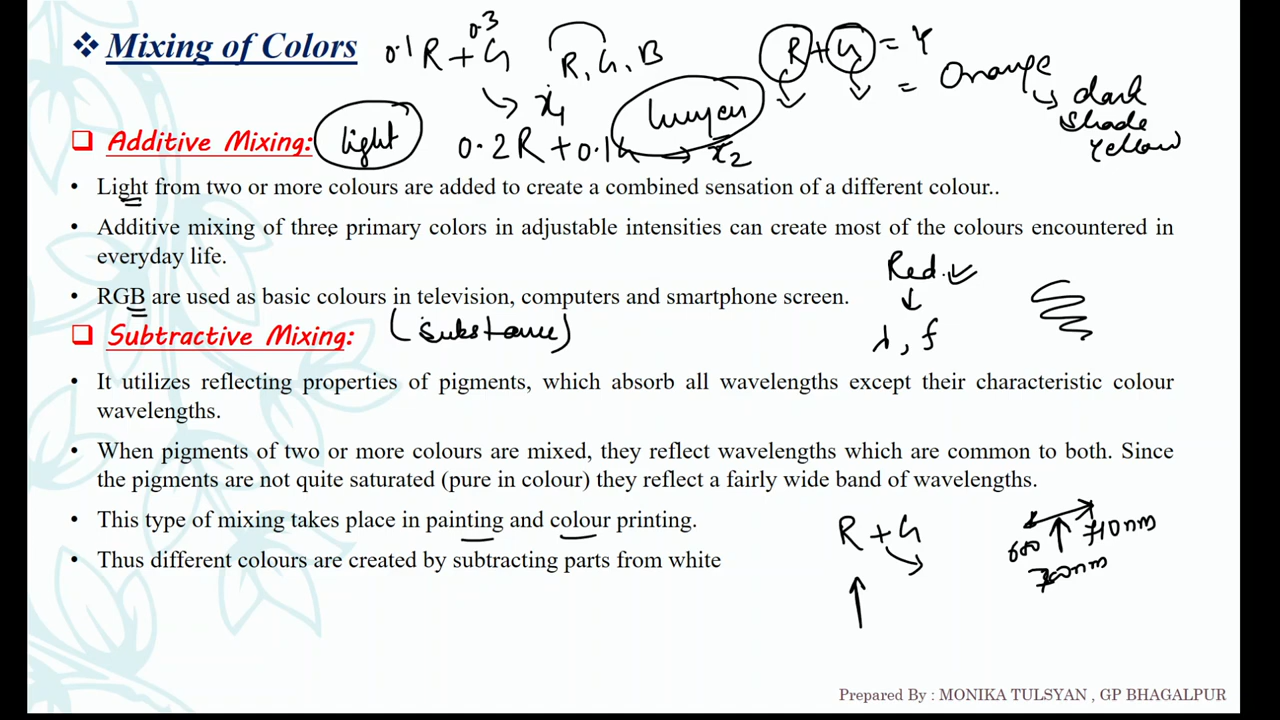 ❖ Mixing of Colors
0.1 R + 0.3 G
R, G, B
R + G = Y
= Orange
dark
shade
yellow
x1
lumen
❑ Additive Mixing: light
0.2R + 0.1G → x2
• Light from two or more colours are added to create a combined sensation of a different colour..
• Additive mixing of three primary colors in adjustable intensities can create most of the colours encountered in
everyday life.
Red
• RGB are used as basic colours in television, computers and smartphone screen.
❑ Subtractive Mixing: (Substance)
λ, f
• It utilizes reflecting properties of pigments, which absorb all wavelengths except their characteristic colour
wavelengths.
• When pigments of two or more colours are mixed, they reflect wavelengths which are common to both. Since
the pigments are not quite saturated (pure in colour) they reflect a fairly wide band of wavelengths.
• This type of mixing takes place in painting and colour printing.
R + G
710nm
• Thus different colours are created by subtracting parts from white
Prepared By : MONIKA TULSYAN , GP BHAGALPUR